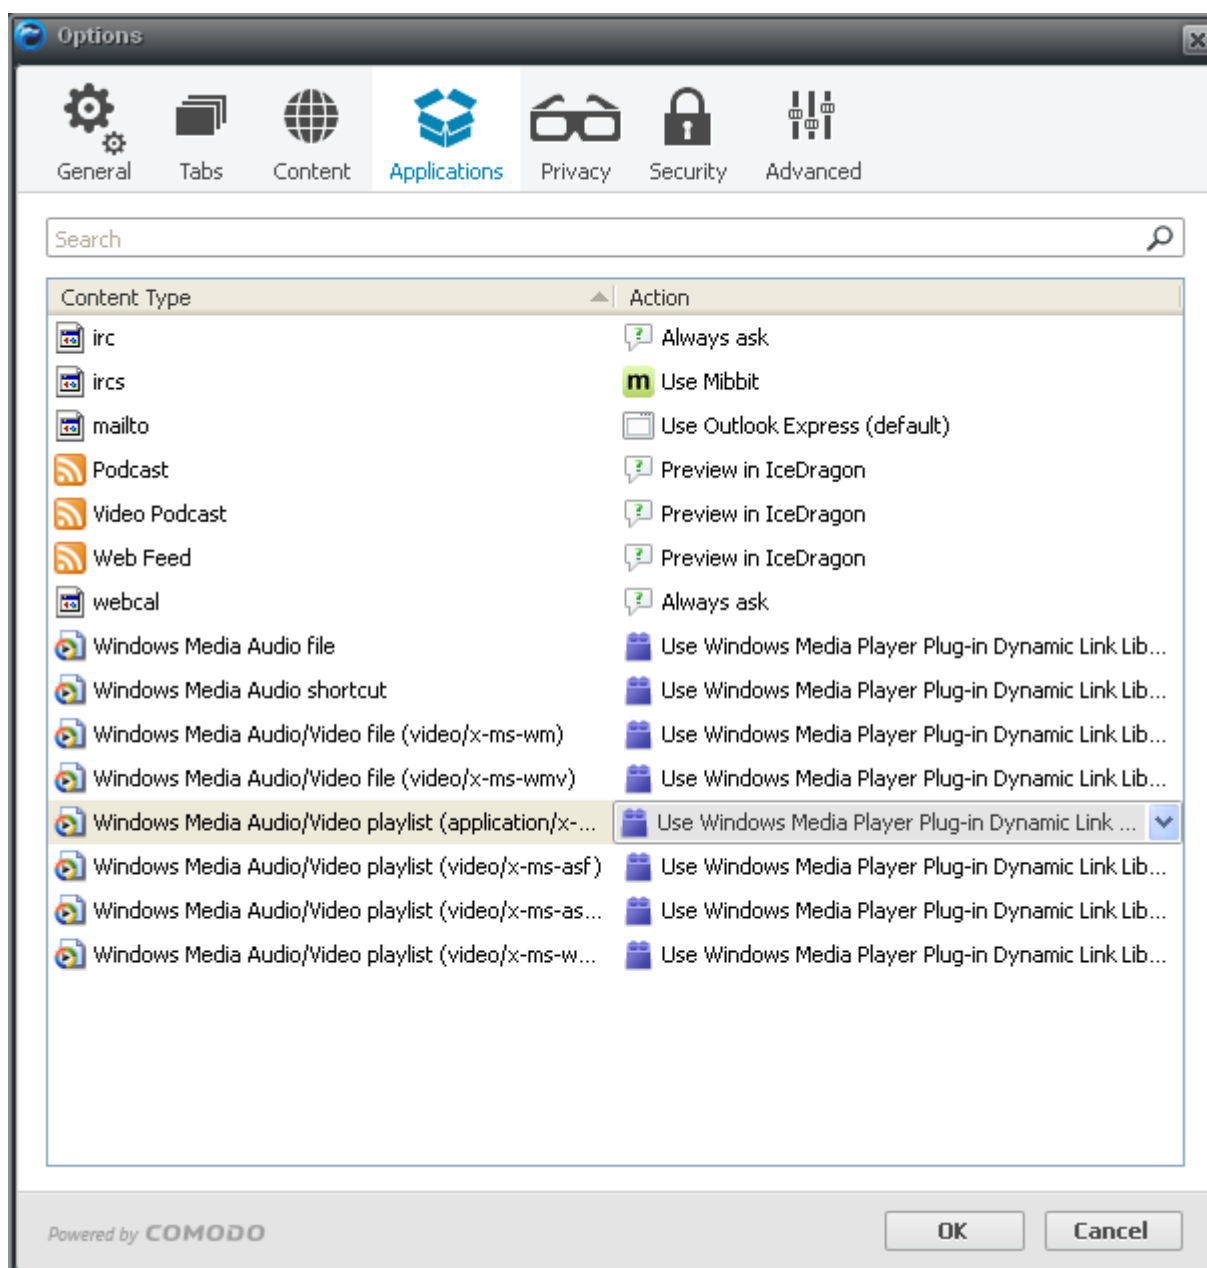 Options
General Tabs Content Applications Privacy Security Advanced
Search
Content Type Action
irc Always ask
ircs m Use Mibbit
mailto Use Outlook Express (default)
Podcast Preview in IceDragon
Video Podcast Preview in IceDragon
Web Feed Preview in IceDragon
webcal Always ask
Windows Media Audio file Use Windows Media Player Plug-in Dynamic Link Lib...
Windows Media Audio shortcut Use Windows Media Player Plug-in Dynamic Link Lib...
Windows Media Audio/Video file (video/x-ms-wm) Use Windows Media Player Plug-in Dynamic Link Lib...
Windows Media Audio/Video file (video/x-ms-wmv) Use Windows Media Player Plug-in Dynamic Link Lib...
Windows Media Audio/Video playlist (application/x-... Use Windows Media Player Plug-in Dynamic Link ...
Windows Media Audio/Video playlist (video/x-ms-asf) Use Windows Media Player Plug-in Dynamic Link Lib...
Windows Media Audio/Video playlist (video/x-ms-as... Use Windows Media Player Plug-in Dynamic Link Lib...
Windows Media Audio/Video playlist (video/x-ms-w... Use Windows Media Player Plug-in Dynamic Link Lib...
Powered by COMODO OK Cancel